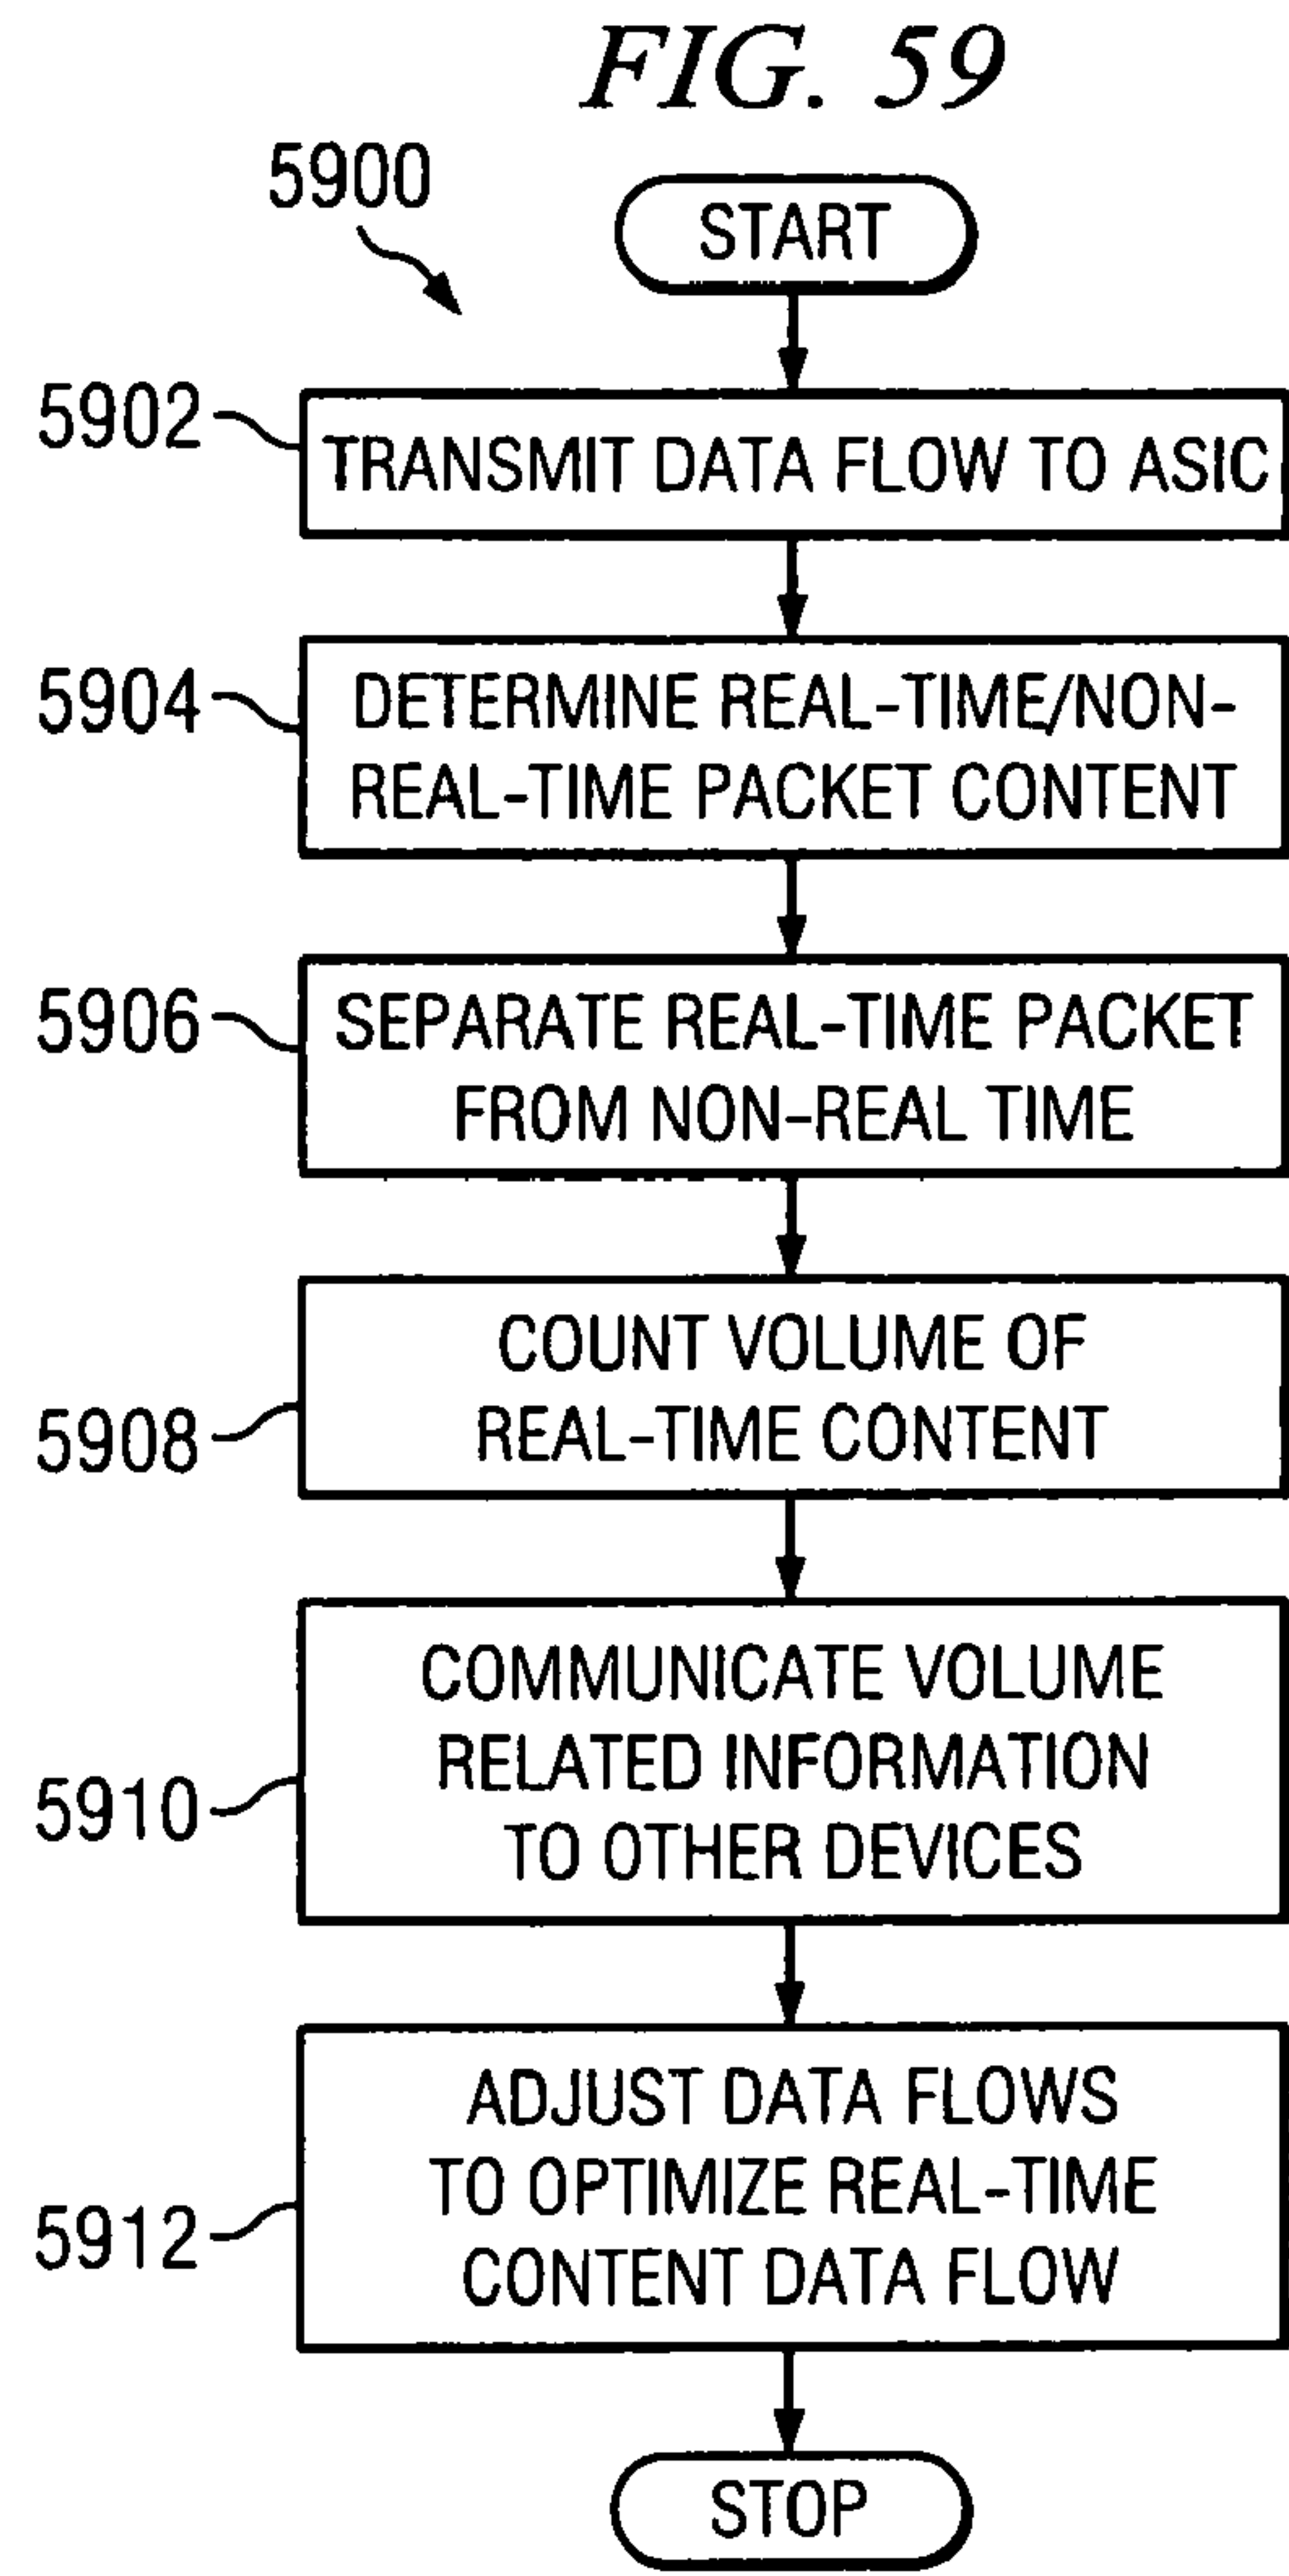 FIG. 59
5900
START
5902
TRANSMIT DATA FLOW TO ASIC
5904
DETERMINE REAL-TIME/NON-
REAL-TIME PACKET CONTENT
5906
SEPARATE REAL-TIME PACKET
FROM NON-REAL TIME
5908
COUNT VOLUME OF
REAL-TIME CONTENT
5910
COMMUNICATE VOLUME
RELATED INFORMATION
TO OTHER DEVICES
5912
ADJUST DATA FLOWS
TO OPTIMIZE REAL-TIME
CONTENT DATA FLOW
STOP